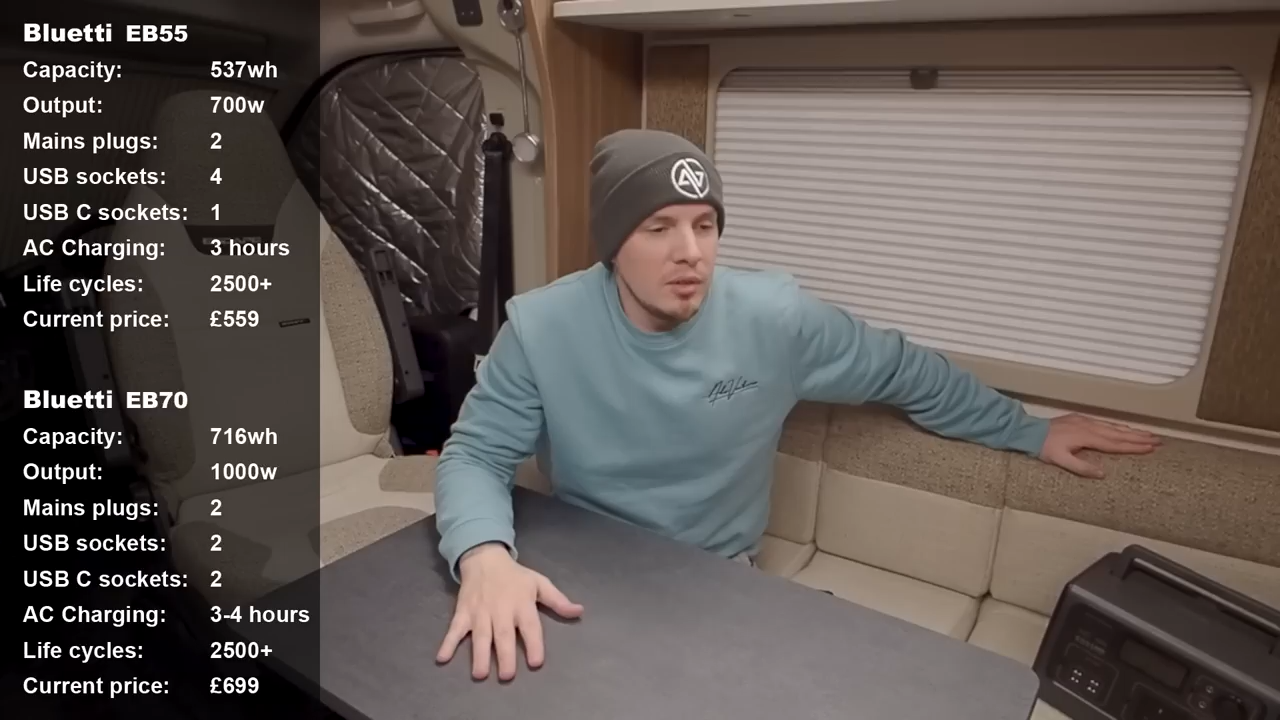 Bluetti EB55
Capacity: 537wh
Output: 700w
Mains plugs: 2
USB sockets: 4
USB C sockets: 1
AC Charging: 3 hours
Life cycles: 2500+
Current price: £559
Bluetti EB70
Capacity: 716wh
Output: 1000w
Mains plugs: 2
USB sockets: 2
USB C sockets: 2
AC Charging: 3-4 hours
Life cycles: 2500+
Current price: £699